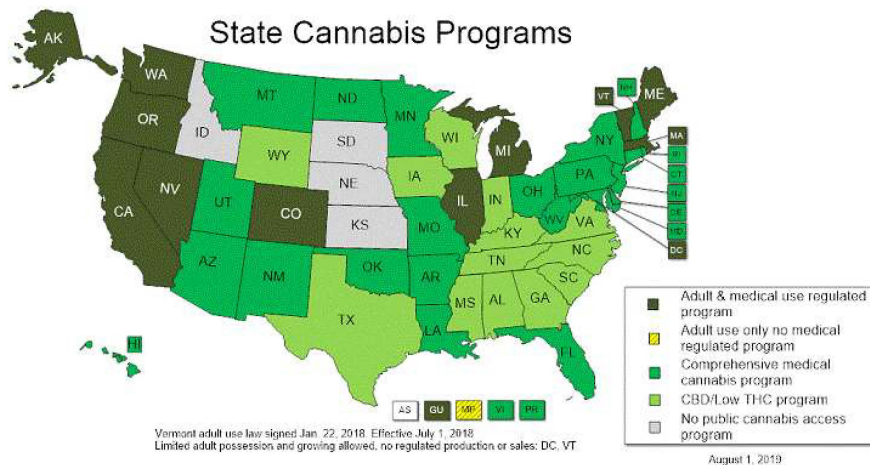 State Cannabis Programs
AK
WA
OR
CA
NV
ID
MT
WY
UT
CO
AZ
NM
ND
SD
NE
KS
OK
TX
MN
IA
MO
AR
LA
WI
IL
MI
IN
OH
KY
TN
MS
AL
GA
FL
SC
NC
VA
WV
PA
NY
VT
NH
ME
MA
RI
CT
NJ
DE
MD
DC
HI
AS
GU
MP
VI
PR
Adult & medical use regulated
program
Adult use only no medical
regulated program
Comprehensive medical
cannabis program
CBD/Low THC program
No public cannabis access
program
Vermont adult use law signed Jan. 22, 2018. Effective July 1, 2018
Limited adult possession and growing allowed, no regulated production or sales: DC, VT
August 1, 2019